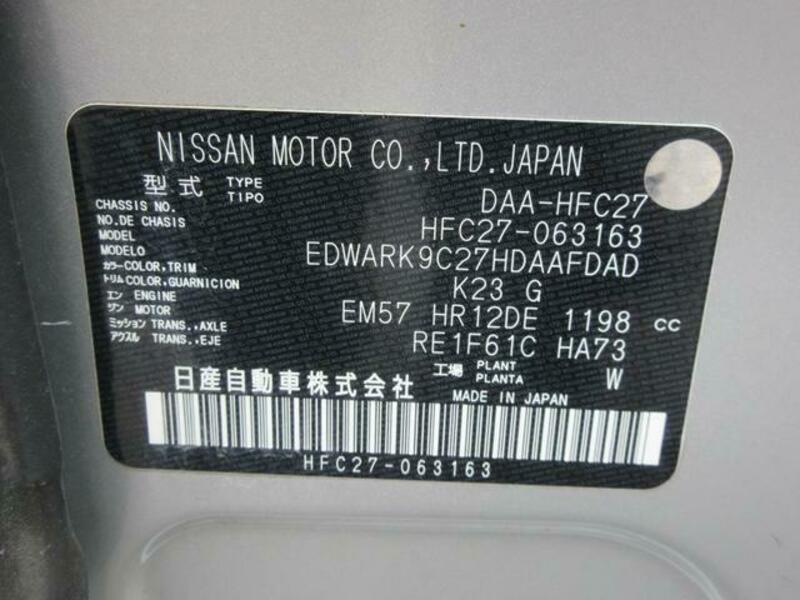 NISSAN MOTOR CO.,LTD.JAPAN
型式 TYPE TIPO DAA-HFC27
CHASSIS NO. NO.DE CHASIS HFC27-063163
MODEL MODELO EDWARK9C27HDAAFDAD
カラー COLOR,TRIM トリム COLOR,GUARNICION K23 G
エン ジン ENGINE MOTOR EM57 HR12DE 1198 cc
ミッション TRANS.,AXLE アクスル TRANS.,EJE RE1F61C HA73
工場 PLANT PLANTA W
日産自動車株式会社 MADE IN JAPAN
HFC27-063163